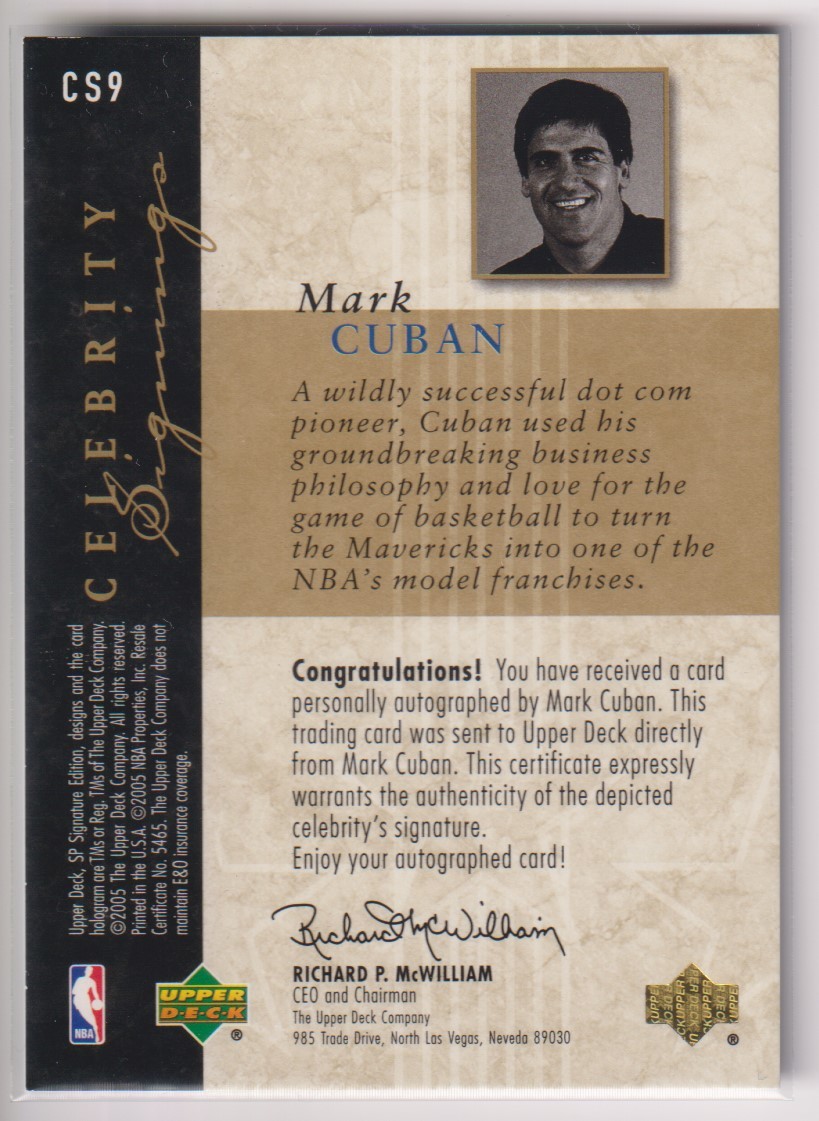 CS9
CELEBRITY
Signings
Mark
CUBAN
A wildly successful dot com
pioneer, Cuban used his
groundbreaking business
philosophy and love for the
game of basketball to turn
the Mavericks into one of the
NBA's model franchises.
Congratulations! You have received a card
personally autographed by Mark Cuban. This
trading card was sent to Upper Deck directly
from Mark Cuban. This certificate expressly
warrants the authenticity of the depicted
celebrity's signature.
Enjoy your autographed card!
Richard McWilliam
RICHARD P. McWILLIAM
CEO and Chairman
The Upper Deck Company
985 Trade Drive, North Las Vegas, Neveda 89030
Upper Deck, SP Signature Edition, designs and the card
hologram are TMs or Reg. TMs of The Upper Deck Company.
©2005 The Upper Deck Company. All rights reserved.
Printed in the U.S.A. ©2005 NBA Properties, Inc. Resale
Certificate No. 5465. The Upper Deck Company does not
maintain E&O insurance coverage.
NBA
UPPER
D·E·C·K
®
®